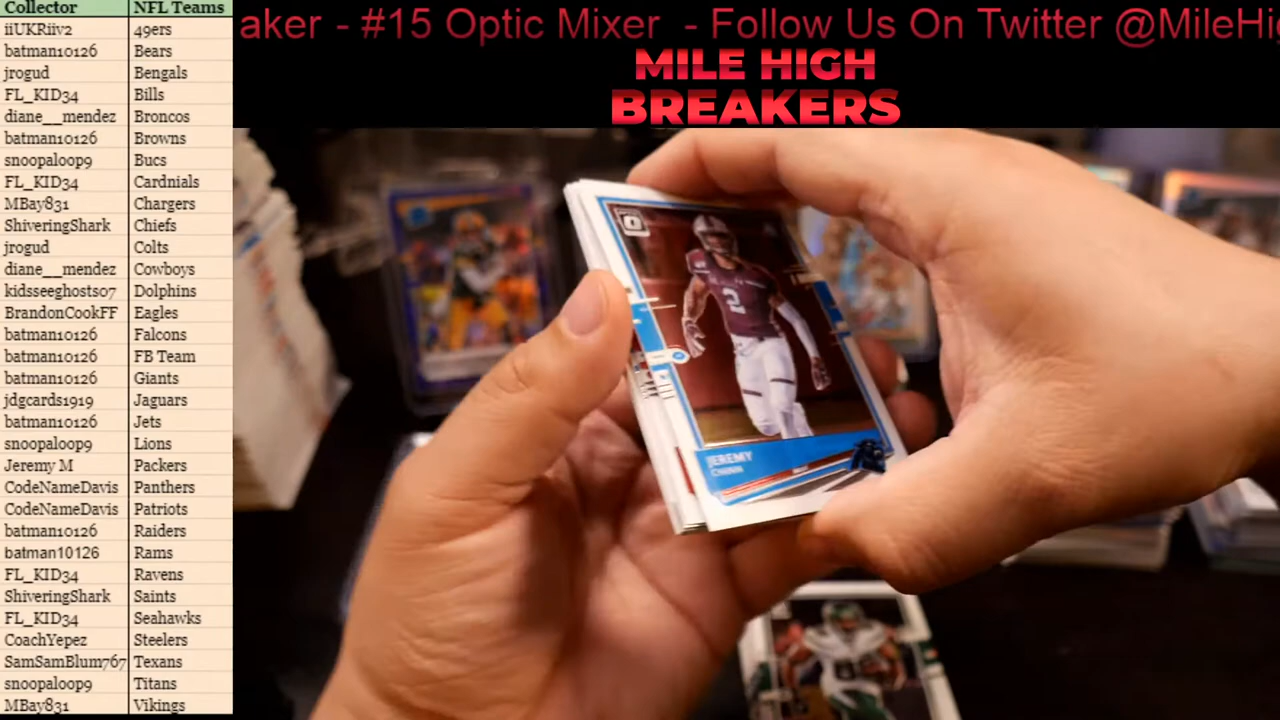 Collector NFL Teams
iiUKRiiv2 49ers
batman10126 Bears
jrogud Bengals
FL_KID34 Bills
diane__mendez Broncos
batman10126 Browns
snoopaloop9 Bucs
FL_KID34 Cardnials
MBay831 Chargers
ShiveringShark Chiefs
jrogud Colts
diane__mendez Cowboys
kidsseeghosts07 Dolphins
BrandonCookFF Eagles
batman10126 Falcons
batman10126 FB Team
batman10126 Giants
jdgcards1919 Jaguars
batman10126 Jets
snoopaloop9 Lions
Jeremy M Packers
CodeNameDavis Panthers
CodeNameDavis Patriots
batman10126 Raiders
batman10126 Rams
FL_KID34 Ravens
ShiveringShark Saints
FL_KID34 Seahawks
CoachYepez Steelers
SamSamBlum767 Texans
snoopaloop9 Titans
MBay831 Vikings
aker - #15 Optic Mixer - Follow Us On Twitter @MileHig
MILE HIGH
BREAKERS
2
JEREMY
CHINN